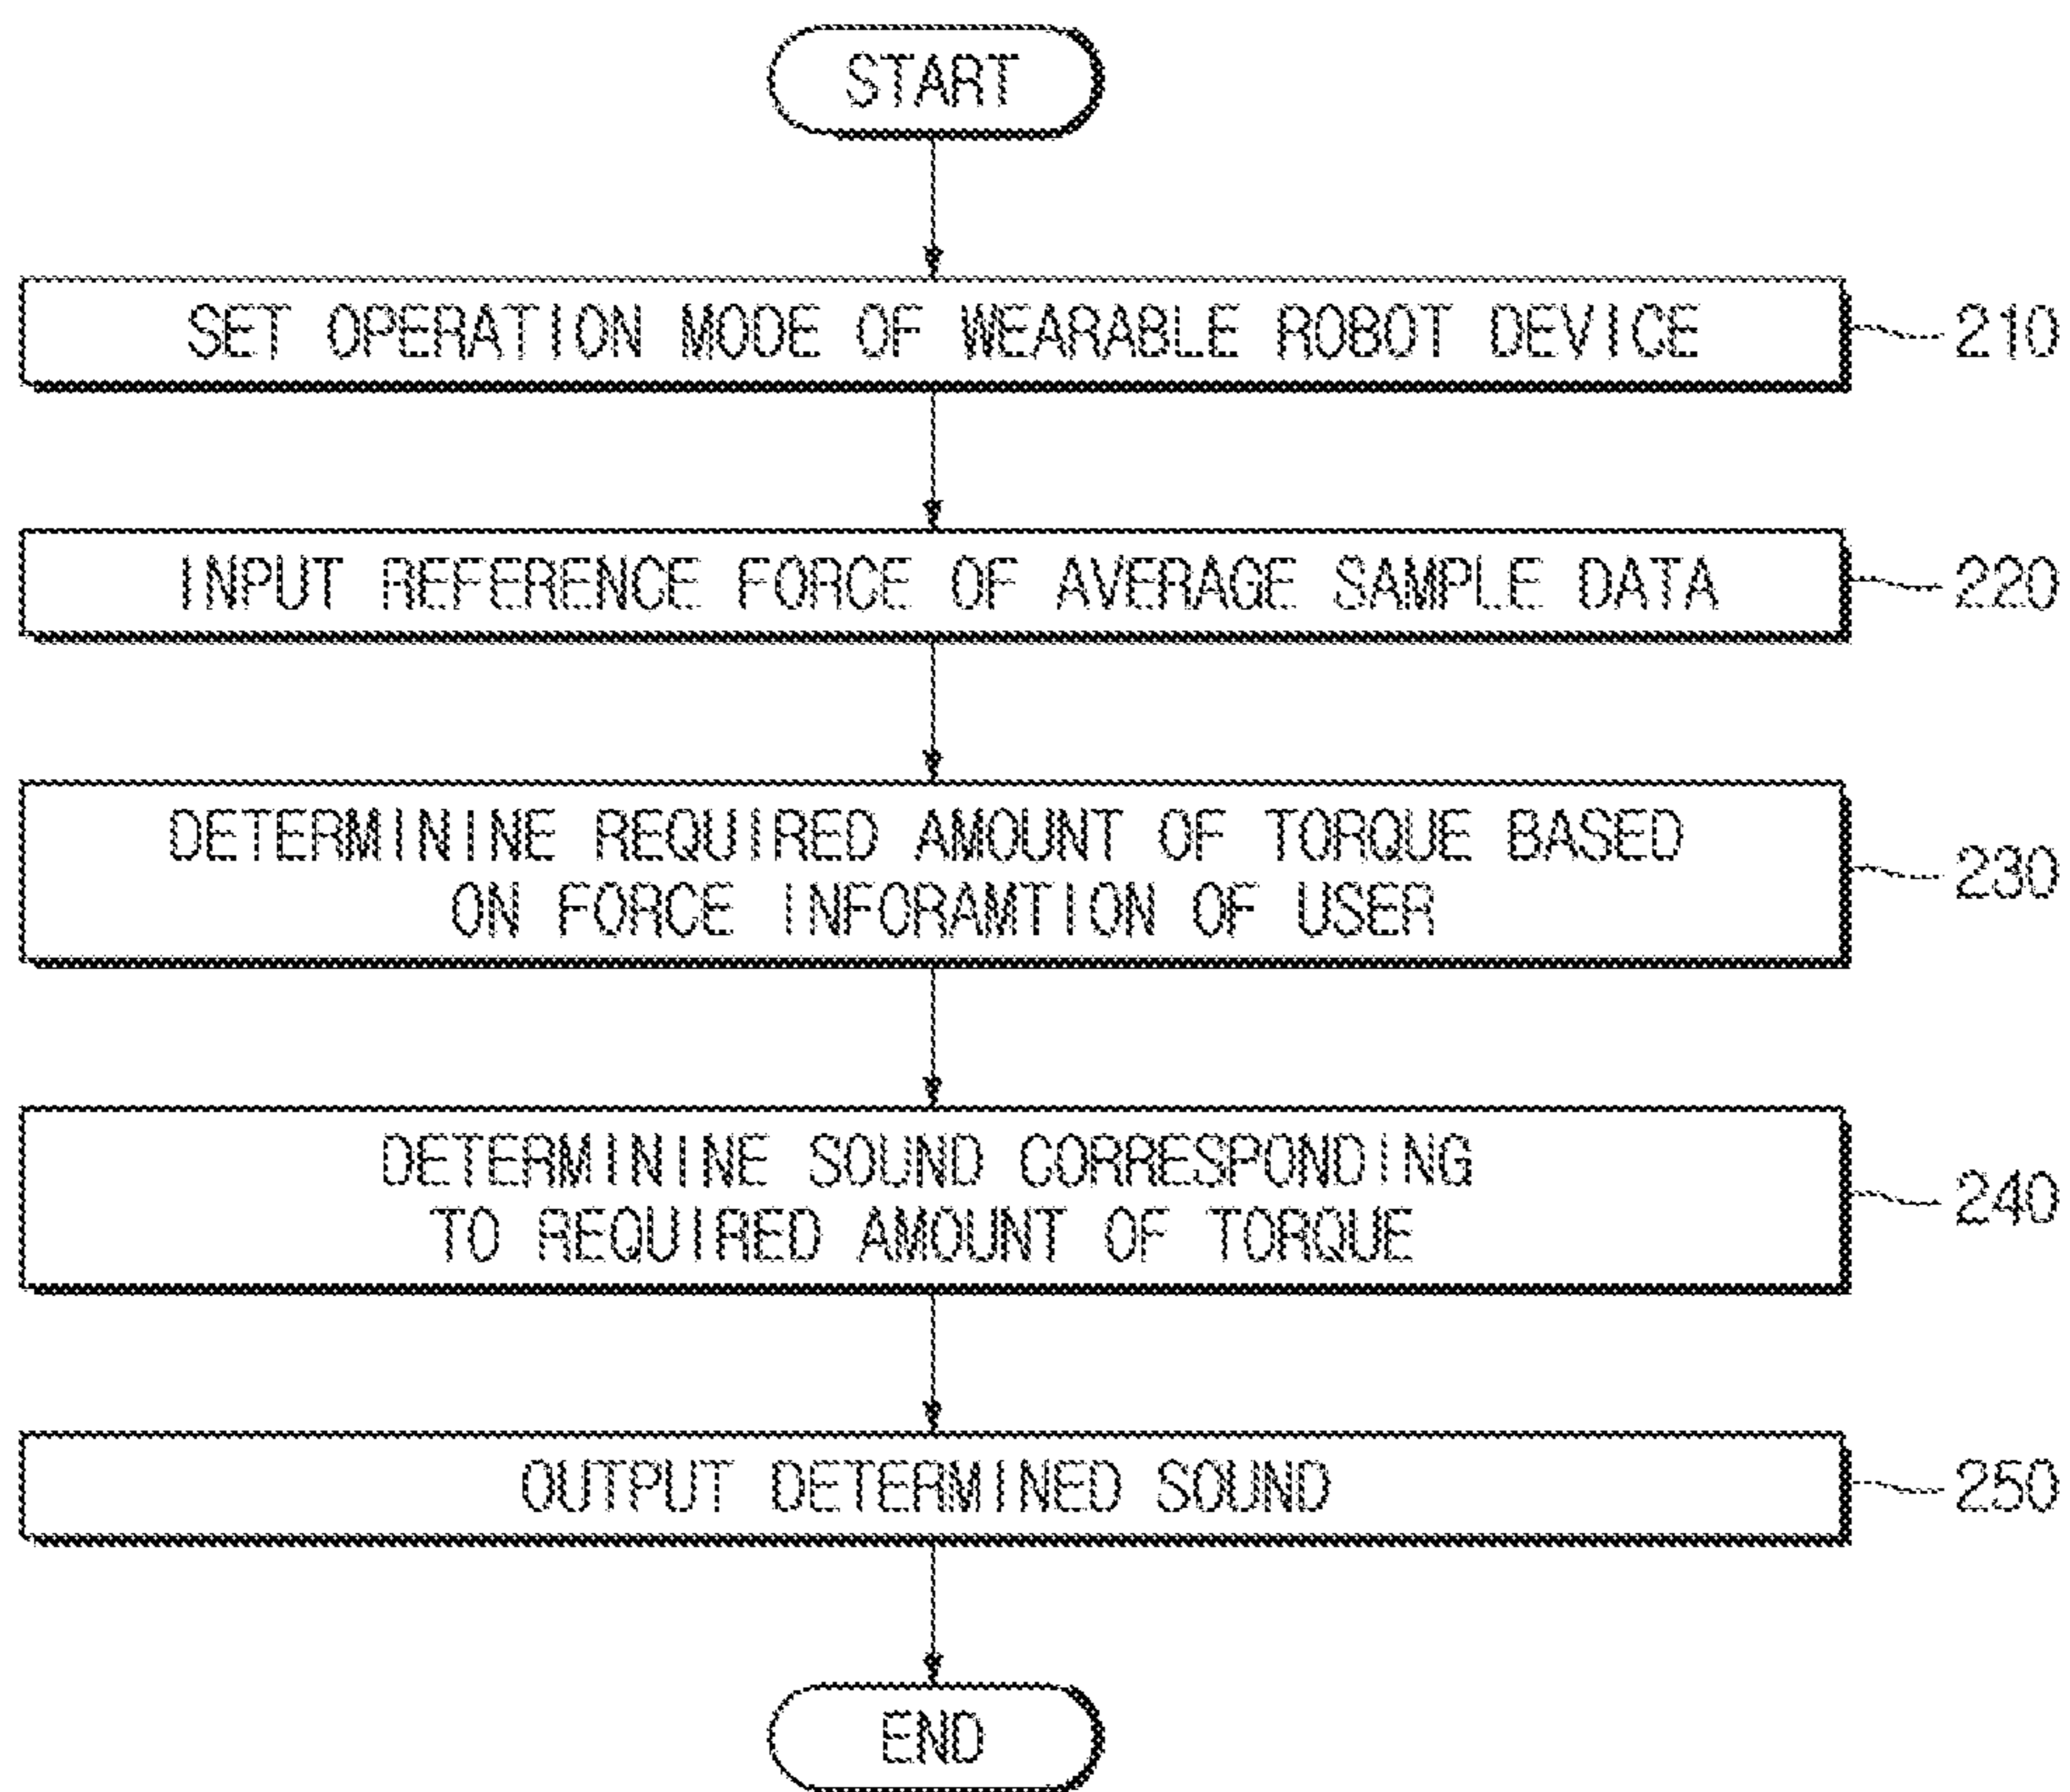 START
SET OPERATION MODE OF WEARABLE ROBOT DEVICE
210
INPUT REFERENCE FORCE OF AVERAGE SAMPLE DATA
220
DETERMININE REQUIRED AMOUNT OF TORQUE BASED
ON FORCE INFORAMTION OF USER
230
DETERMININE SOUND CORRESPONDING
TO REQUIRED AMOUNT OF TORQUE
240
OUTPUT DETERMINED SOUND
250
END